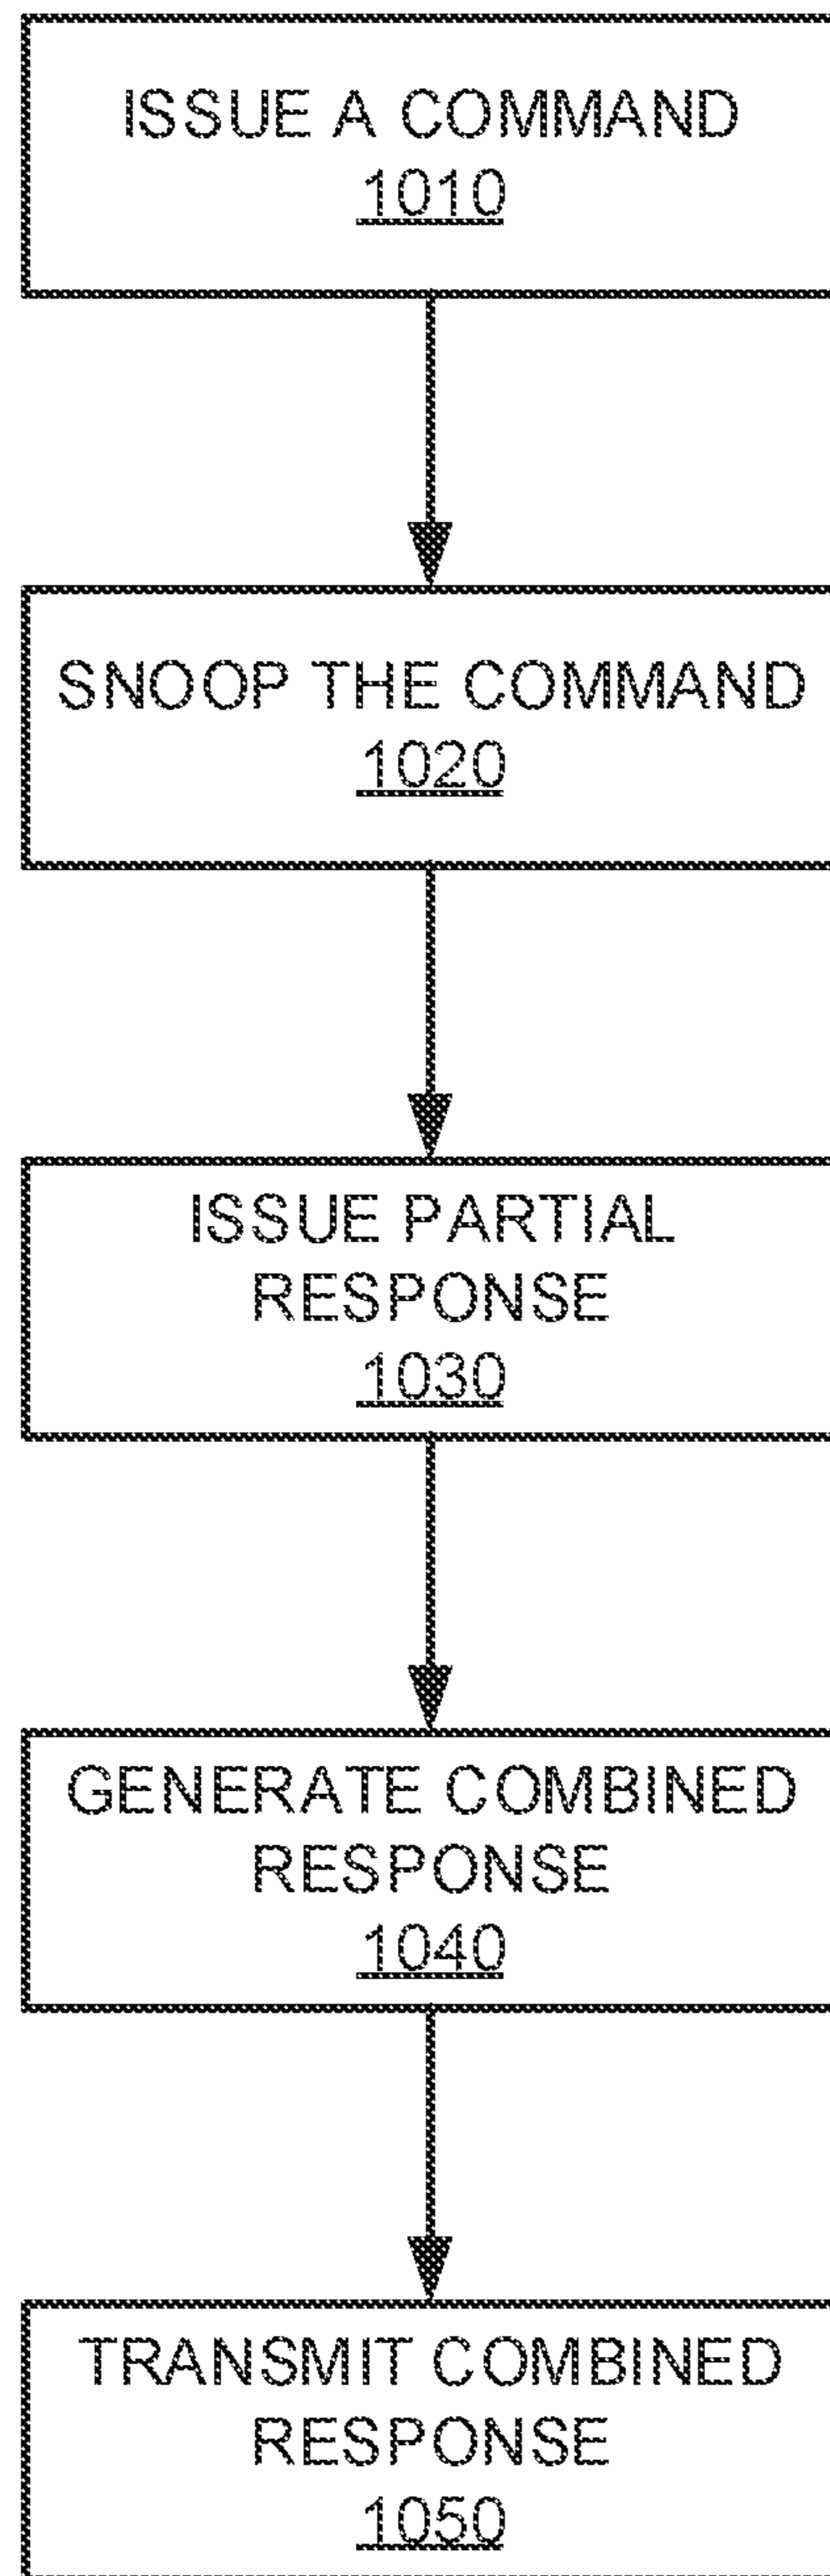 ISSUE A COMMAND
1010
SNOOP THE COMMAND
1020
ISSUE PARTIAL
RESPONSE
1030
GENERATE COMBINED
RESPONSE
1040
TRANSMIT COMBINED
RESPONSE
1050